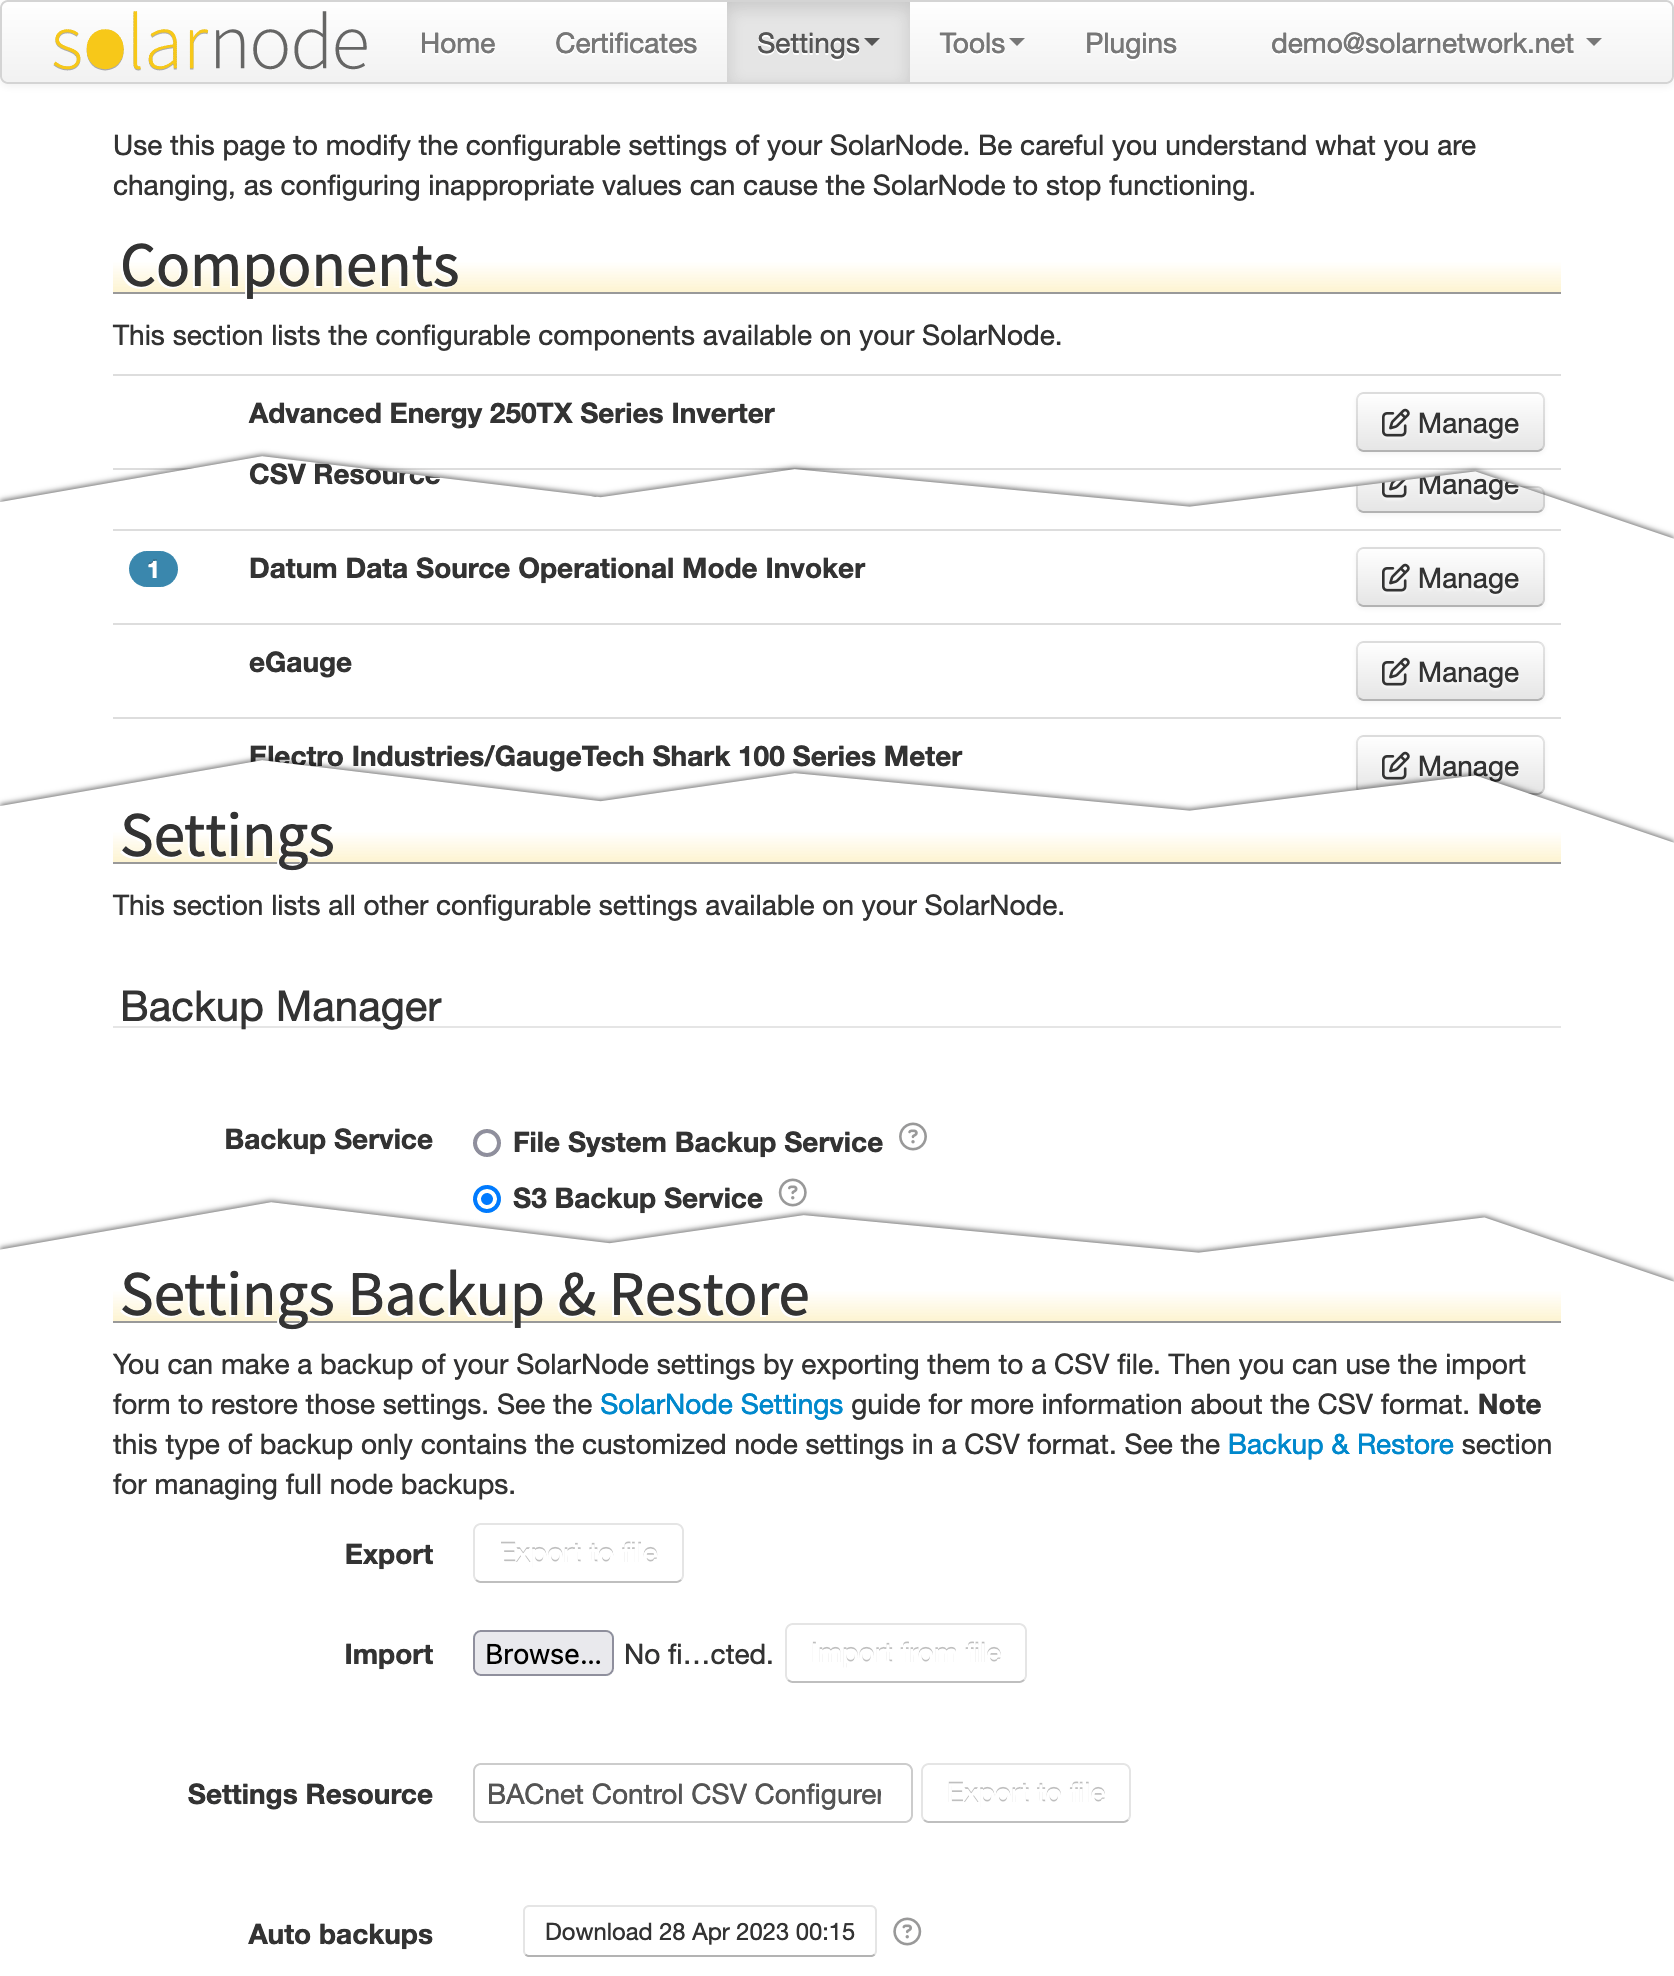 solarnode Home Certificates Settings Tools Plugins demo@solarnetwork.net
Use this page to modify the configurable settings of your SolarNode. Be careful you understand what you are
changing, as configuring inappropriate values can cause the SolarNode to stop functioning.
Components
This section lists the configurable components available on your SolarNode.
Advanced Energy 250TX Series Inverter Manage
CSV Resource Manage
1 Datum Data Source Operational Mode Invoker Manage
eGauge Manage
Electro Industries/GaugeTech Shark 100 Series Meter Manage
Settings
This section lists all other configurable settings available on your SolarNode.
Backup Manager
Backup Service File System Backup Service ?
S3 Backup Service ?
Settings Backup & Restore
You can make a backup of your SolarNode settings by exporting them to a CSV file. Then you can use the import
form to restore those settings. See the SolarNode Settings guide for more information about the CSV format. Note
this type of backup only contains the customized node settings in a CSV format. See the Backup & Restore section
for managing full node backups.
Export Export to file
Import Browse... No fi...cted. Import from file
Settings Resource BACnet Control CSV Configurer Export to file
Auto backups Download 28 Apr 2023 00:15 ?